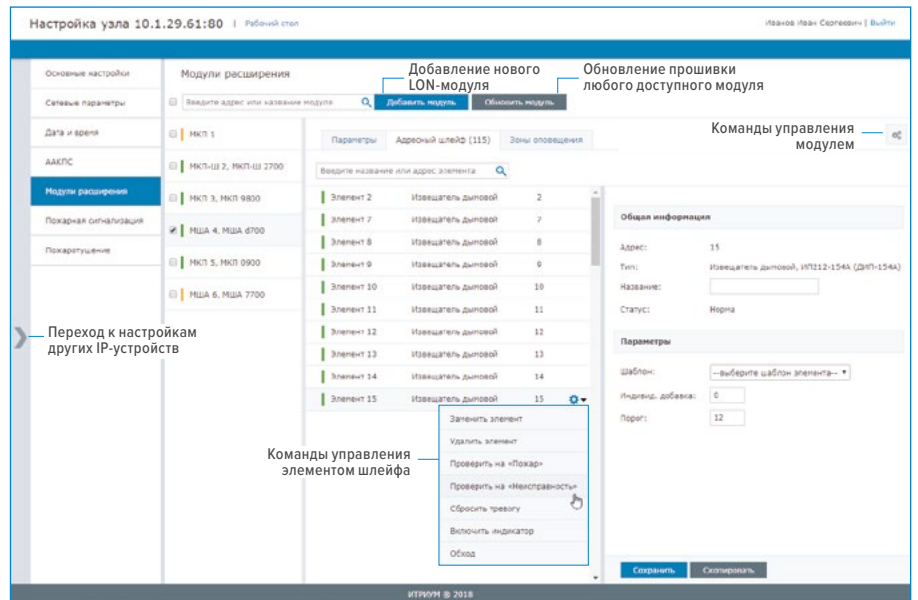 Настройка узла 10.1.29.61:80 | Рабочий стол
Иванов Иван Сергеевич | Выйти
Основные настройки
Сетевые параметры
Дата и время
ААКПС
Модули расширения
Пожарная сигнализация
Пожаротушение
Переход к настройкам
других IP-устройств
Модули расширения
Добавление нового
LON-модуля
Обновление прошивки
любого доступного модуля
Введите адрес или название модуля
Добавить модуль
Обновить модуль
Команды управления
модулем
МКП 1
МКП-Ш 2, МКП-Ш 2700
МКП 3, МКП 9800
МША 4, МША d700
МКП 5, МКП 0900
МША 6, МША 7700
Параметры
Адресный шлейф (115)
Зоны оповещения
Введите название или адрес элемента
Элемент 2 Извещатель дымовой 2
Элемент 7 Извещатель дымовой 7
Элемент 8 Извещатель дымовой 8
Элемент 9 Извещатель дымовой 9
Элемент 10 Извещатель дымовой 10
Элемент 11 Извещатель дымовой 11
Элемент 12 Извещатель дымовой 12
Элемент 13 Извещатель дымовой 13
Элемент 14 Извещатель дымовой 14
Элемент 15 Извещатель дымовой 15
Команды управления
элементом шлейфа
Заменить элемент
Удалить элемент
Проверить на «Пожар»
Проверить на «Неисправность»
Сбросить тревогу
Включить индикатор
Обход
Общая информация
Адрес: 15
Тип: Извещатель дымовой, ИП212-154А (ДИП-154А)
Название:
Статус: Норма
Параметры
Шаблон: --выберите шаблон элемента--
Индивид. добавка: 0
Порог: 12
Сохранить
Скопировать
ИТРИУМ © 2018